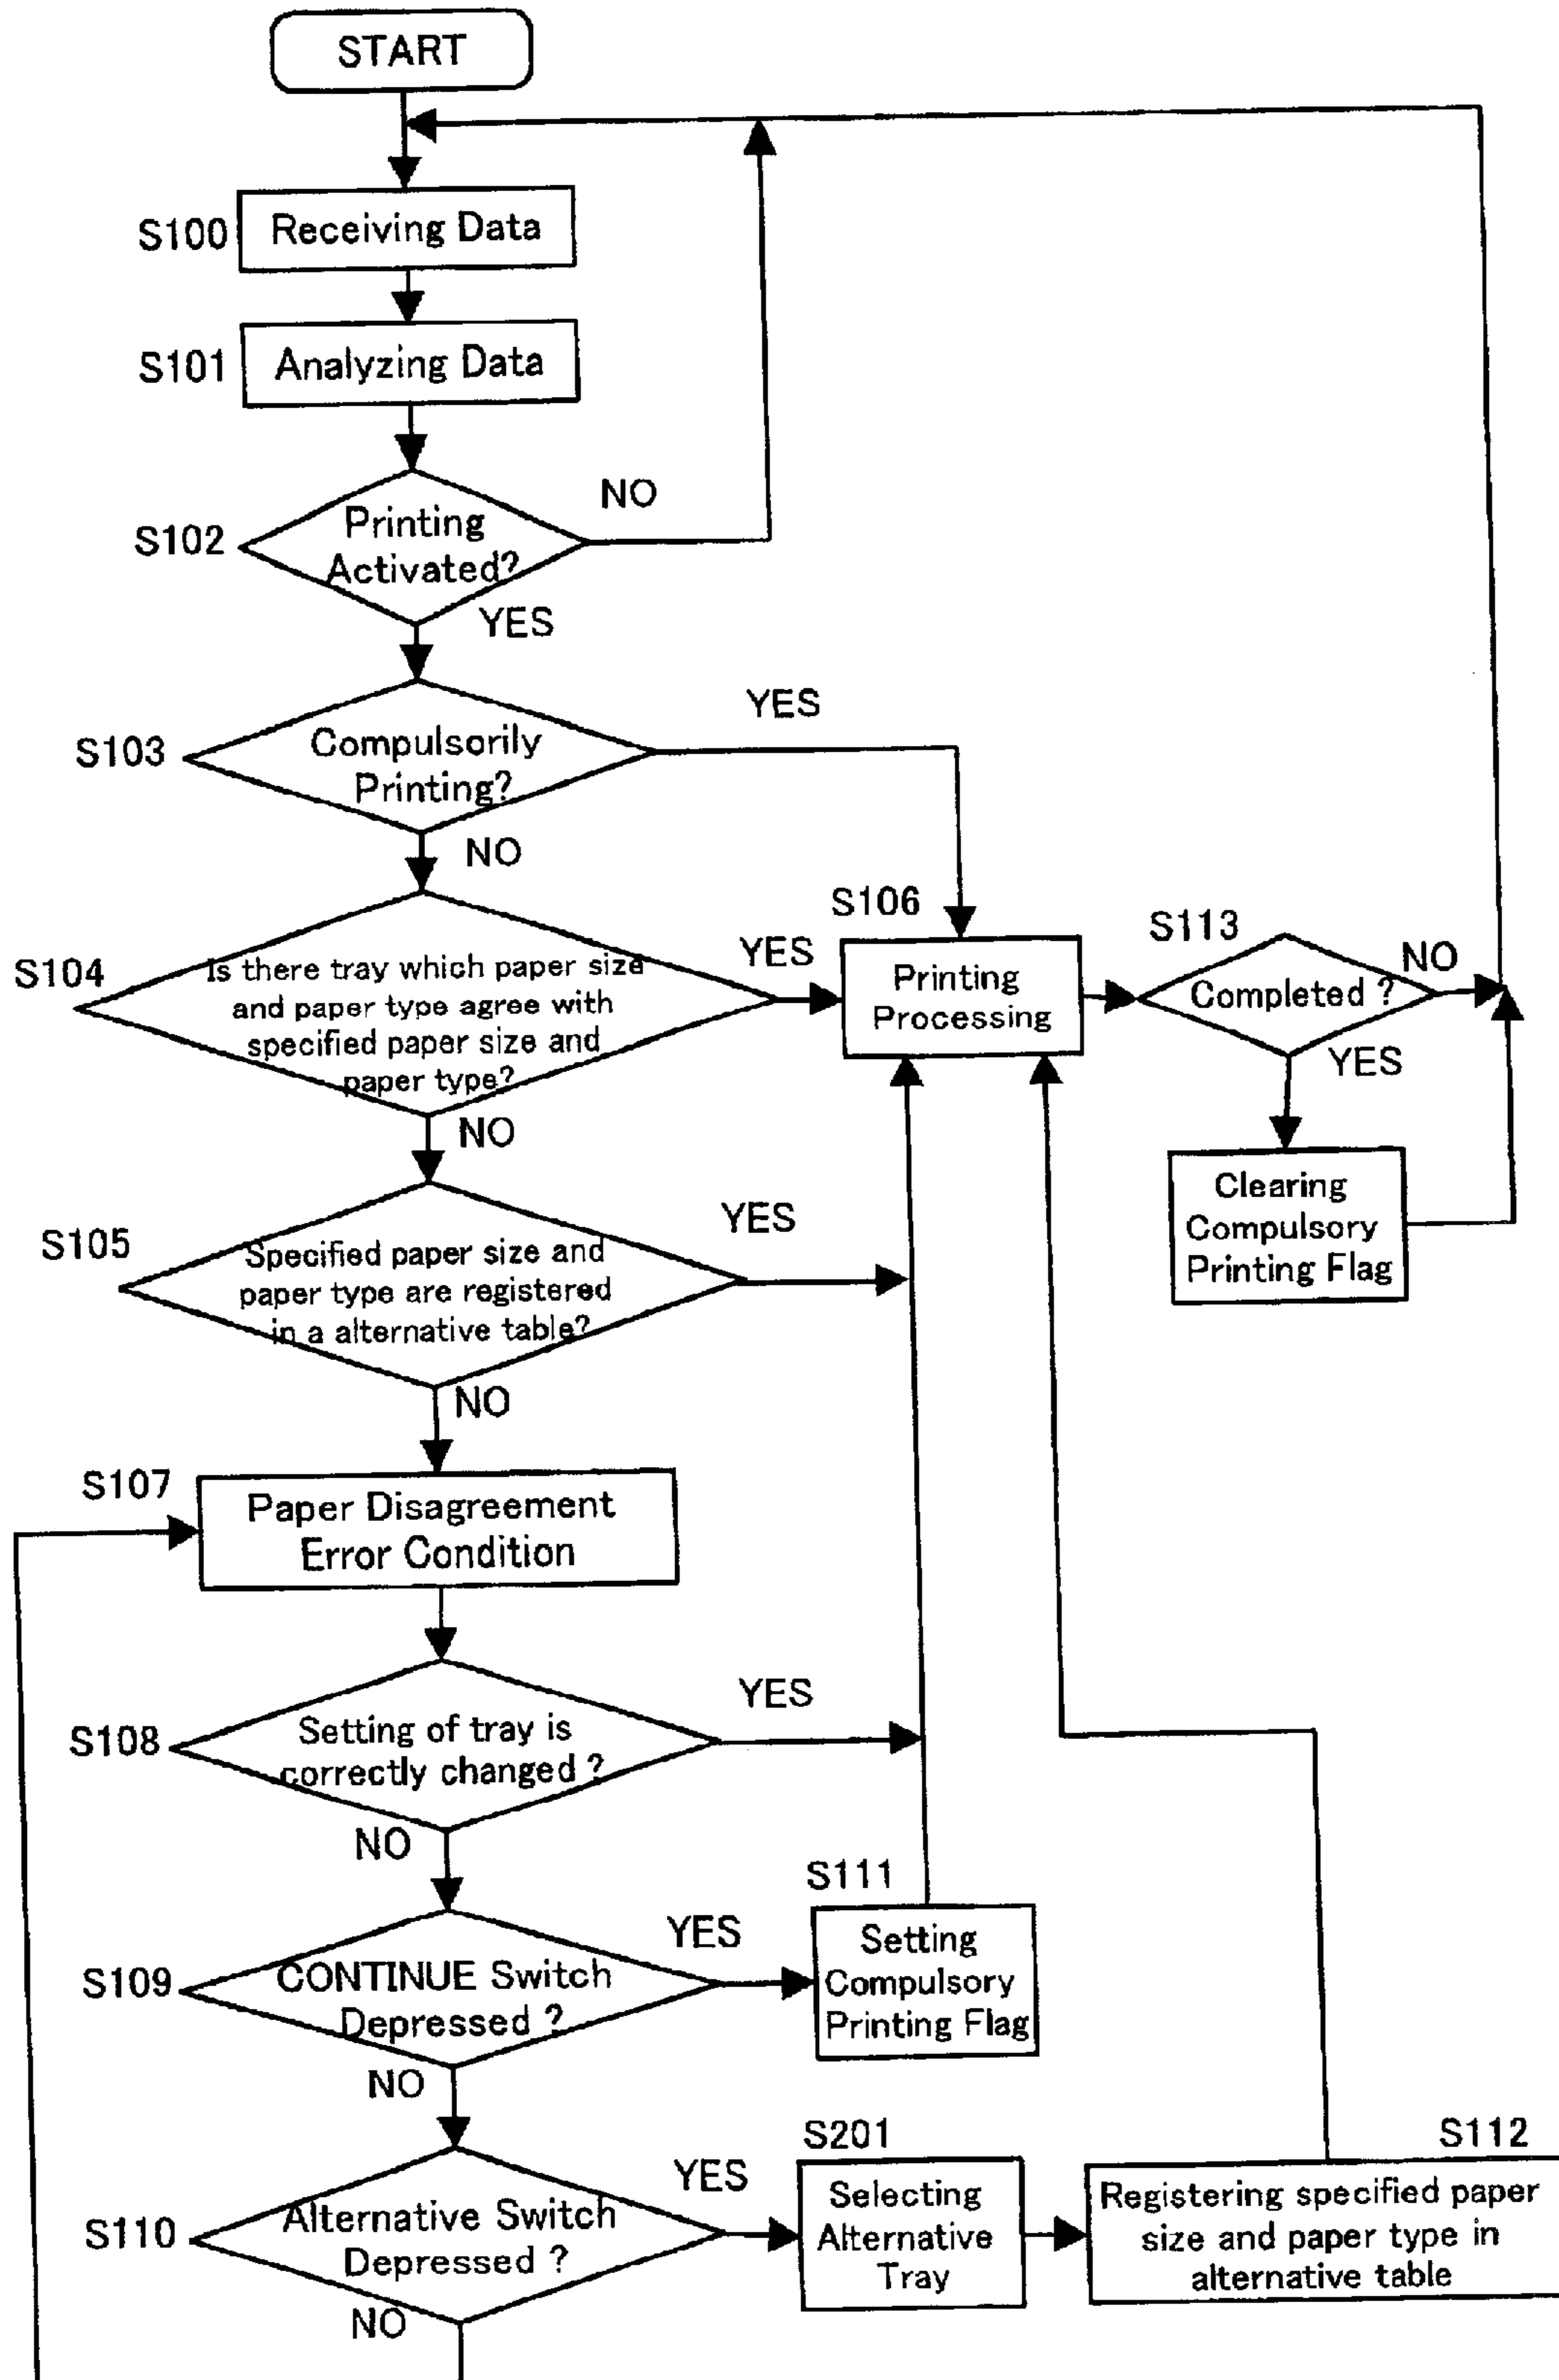 START
S100
Receiving Data
S101
Analyzing Data
S102
Printing
Activated?
NO
YES
S103
Compulsorily
Printing?
YES
NO
S104
Is there tray which paper size
and paper type agree with
specified paper size and
paper type?
YES
NO
S106
Printing
Processing
S113
Completed ?
NO
YES
Clearing
Compulsory
Printing Flag
S105
Specified paper size and
paper type are registered
in a alternative table?
YES
NO
S107
Paper Disagreement
Error Condition
S108
Setting of tray is
correctly changed ?
YES
NO
S109
CONTINUE Switch
Depressed ?
YES
NO
S111
Setting
Compulsory
Printing Flag
S110
Alternative Switch
Depressed ?
YES
NO
S201
Selecting
Alternative
Tray
S112
Registering specified paper
size and paper type in
alternative table